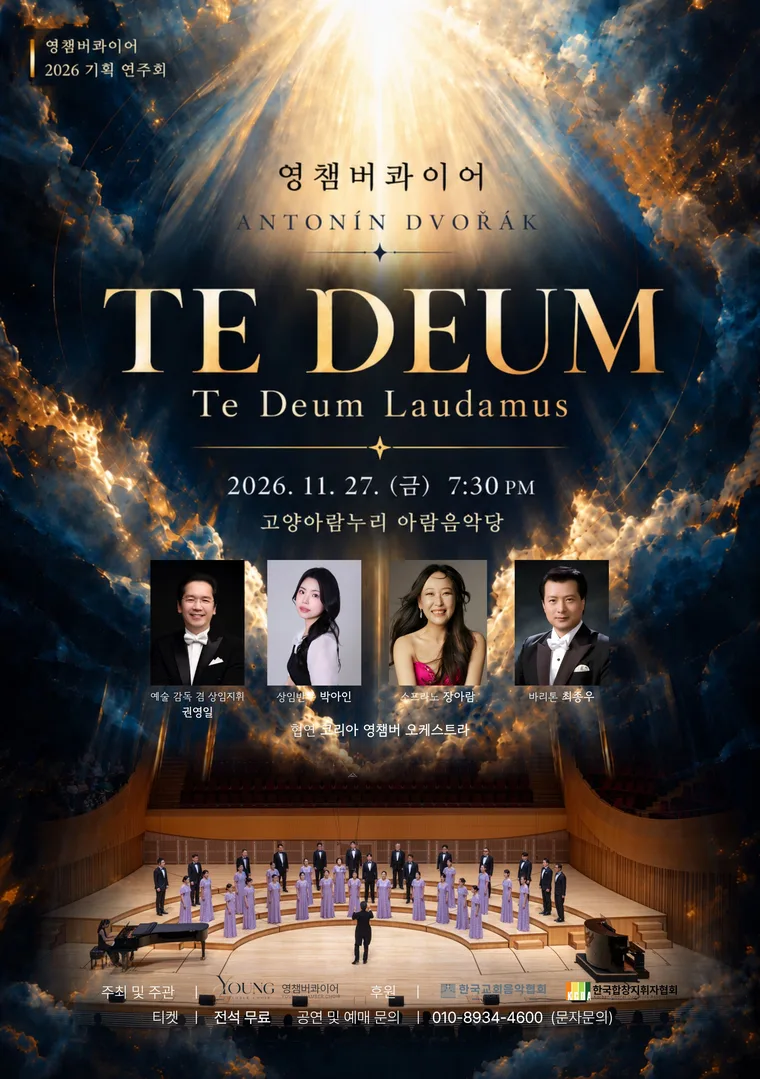 영챔버콰이어
2026 기획 연주회
영챔버콰이어
ANTONÍN DVOŘÁK
TE DEUM
Te Deum Laudamus
2026. 11. 27. (금) 7:30 PM
고양아람누리 아람음악당
예술 감독 겸 상임지휘 권영일
상임반주 박아인
소프라노 장아람
바리톤 최종우
협연 코리아 영챔버 오케스트라
주최 및 주관 | YOUNG 영챔버콰이어 후원 | 한국교회음악협회 한국합창지휘자협회
티켓 | 전석 무료 공연 및 예매 문의 | 010-8934-4600 (문자문의)